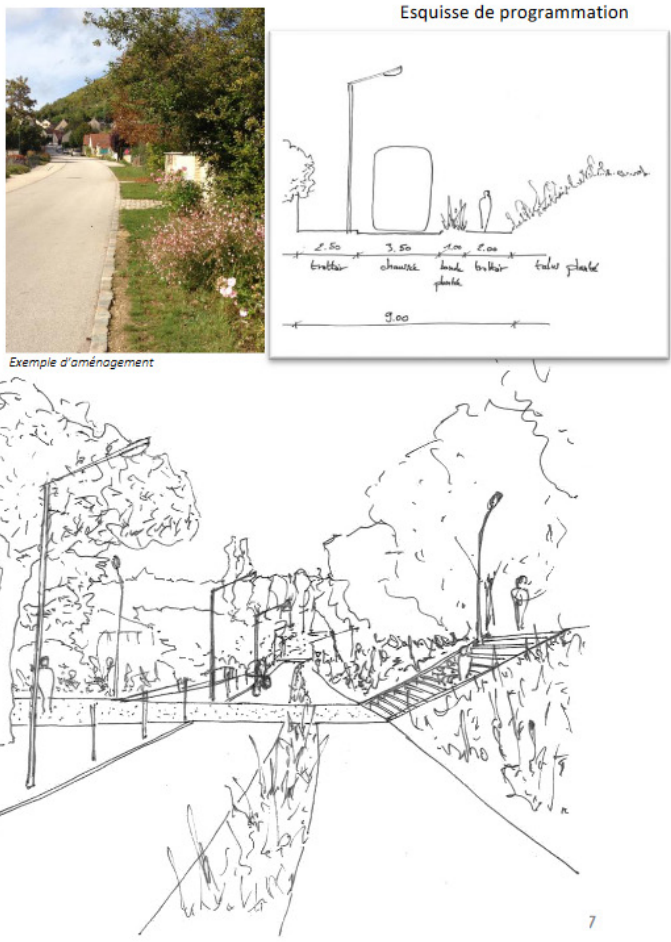 Esquisse de programmation
2.50 3.50 1.00 2.00
trottoir chaussée bande trottoir talus planté
plantée
9.00
Exemple d'aménagement
7